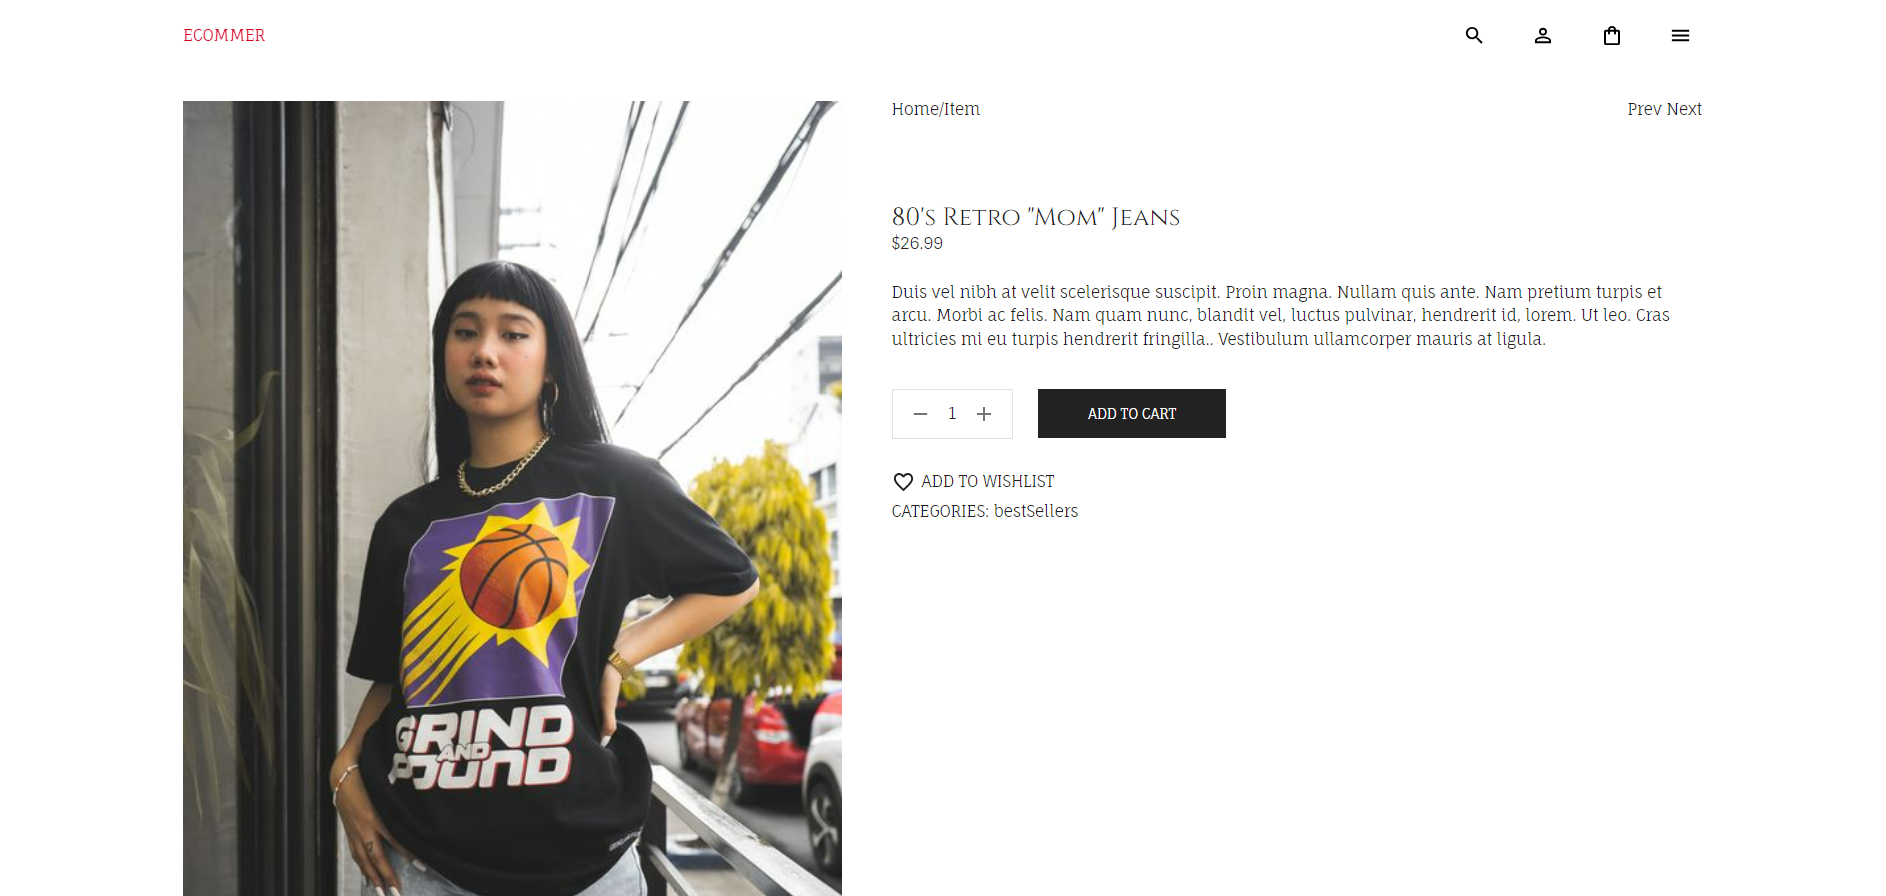 ECOMMER
Home/Item
Prev Next
80's Retro "Mom" Jeans
$26.99
Duis vel nibh at velit scelerisque suscipit. Proin magna. Nullam quis ante. Nam pretium turpis et
arcu. Morbi ac felis. Nam quam nunc, blandit vel, luctus pulvinar, hendrerit id, lorem. Ut leo. Cras
ultricies mi eu turpis hendrerit fringilla.. Vestibulum ullamcorper mauris at ligula.
1
ADD TO CART
ADD TO WISHLIST
CATEGORIES: bestSellers
GRIND
AND
POUND